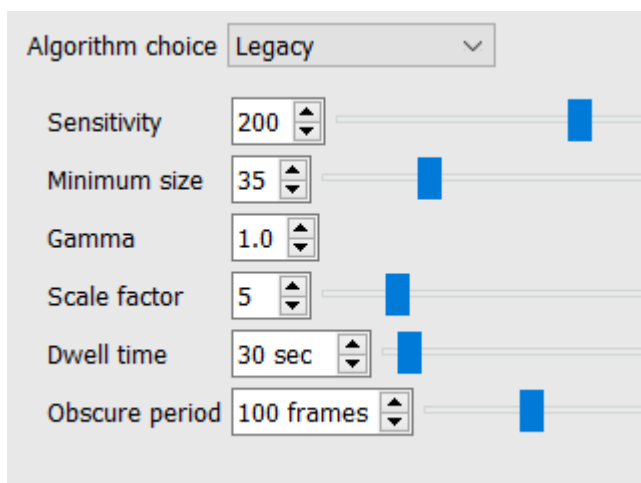 Algorithm choice Legacy
Sensitivity 200
Minimum size 35
Gamma 1.0
Scale factor 5
Dwell time 30 sec
Obscure period 100 frames